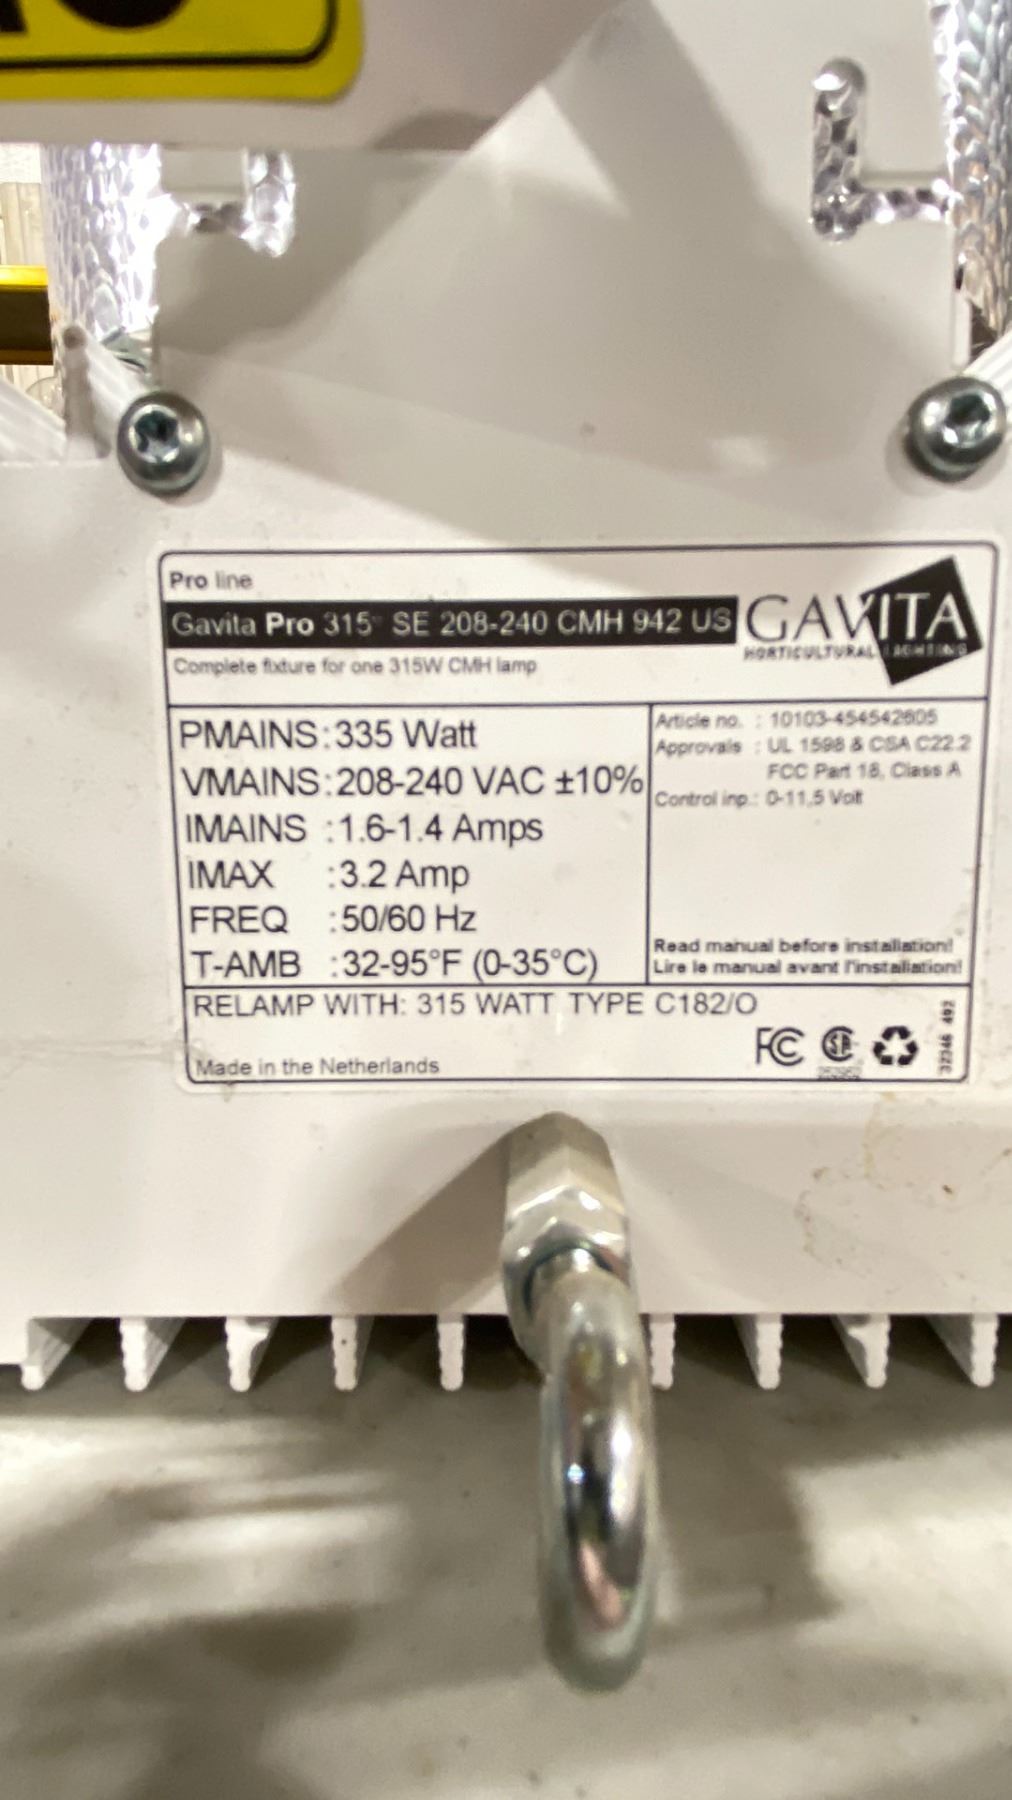 Pro line
Gavita Pro 315 SE 208-240 CMH 942 US
GAVITA
HORTICULTURAL LIGHTING
Complete fixture for one 315W CMH lamp
PMAINS: 335 Watt
VMAINS: 208-240 VAC ±10%
IMAINS : 1.6-1.4 Amps
IMAX : 3.2 Amp
FREQ : 50/60 Hz
T-AMB : 32-95°F (0-35°C)
Article no. : 10103-454542605
Approvals : UL 1598 & CSA C22.2
FCC Part 18, Class A
Control inp.: 0-11,5 Volt
Read manual before installation!
Lire le manual avant l'installation!
RELAMP WITH: 315 WATT TYPE C182/O
Made in the Netherlands
FC
32346 492